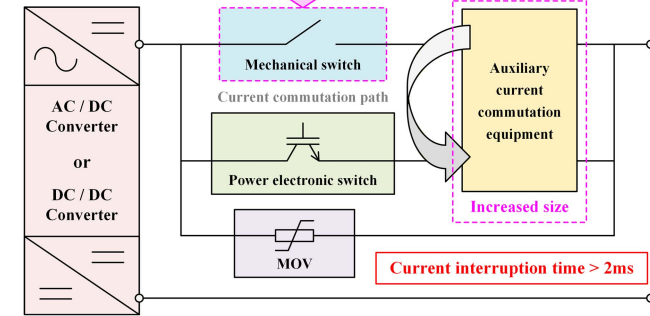 Mechanical switch
Auxiliary
current
commutation
equipment
Current commutation path
AC / DC
Converter
or
DC / DC
Converter
Power electronic switch
Increased size
MOV
Current interruption time > 2ms